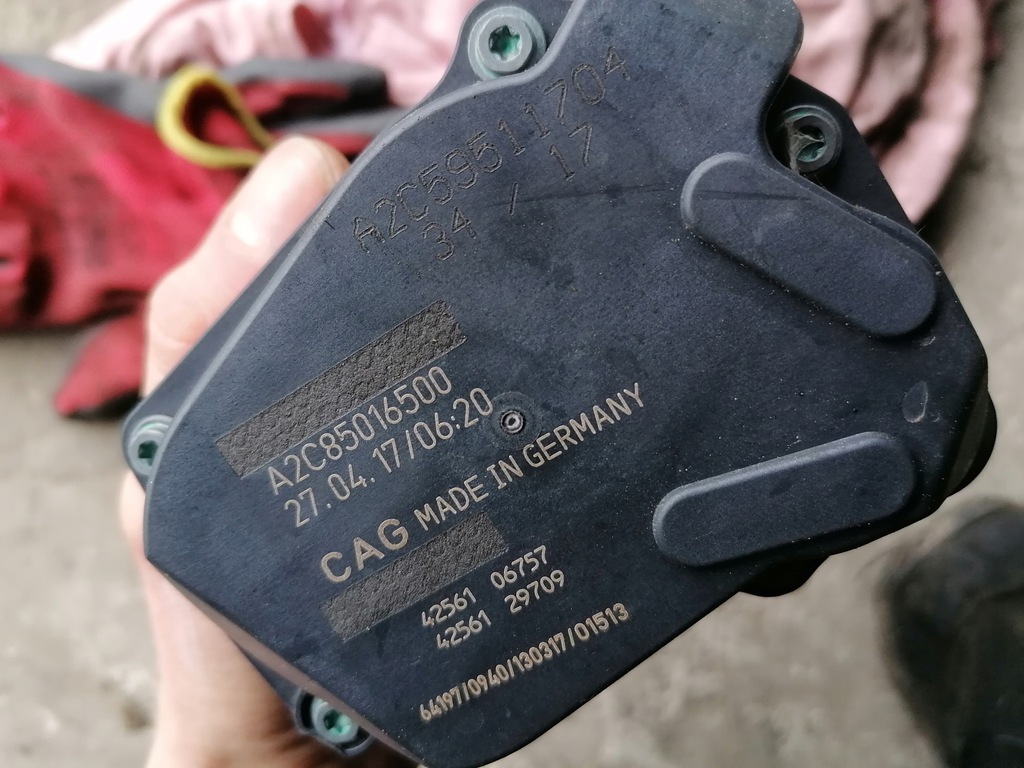 A2C59511704
34 / 17
A2C85016500
27.04.17/06:20
CAG MADE IN GERMANY
42561 06757
42561 29709
64197/0940/130317/01513